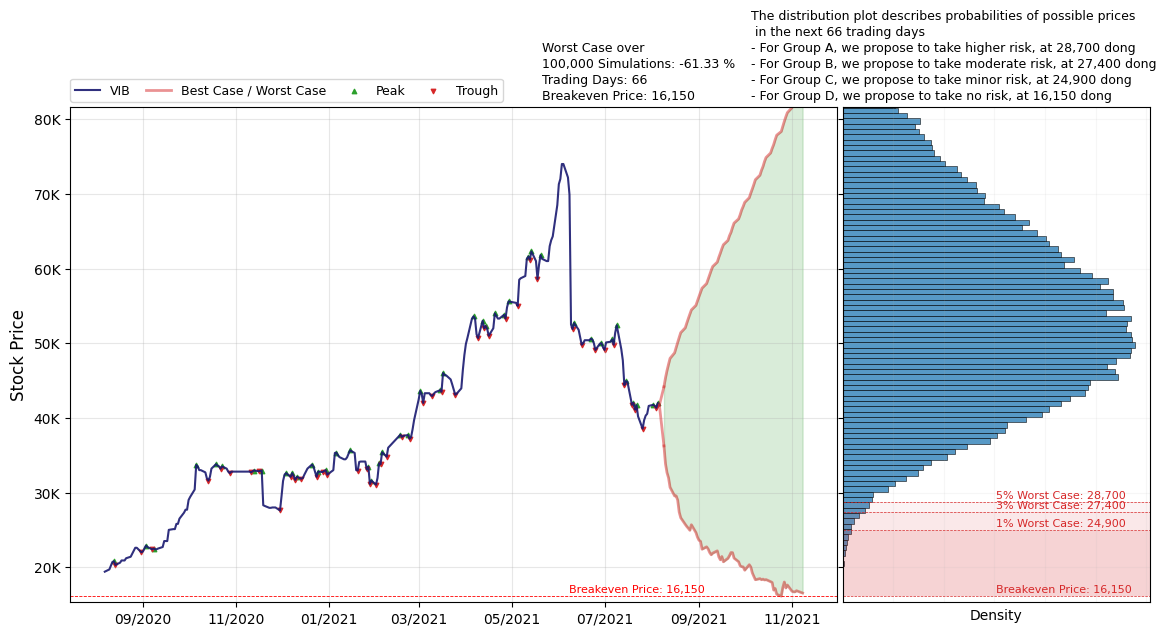 The distribution plot describes probabilities of possible prices
in the next 66 trading days
- For Group A, we propose to take higher risk, at 28,700 dong
- For Group B, we propose to take moderate risk, at 27,400 dong
- For Group C, we propose to take minor risk, at 24,900 dong
- For Group D, we propose to take no risk, at 16,150 dong
Worst Case over
100,000 Simulations: -61.33 %
Trading Days: 66
Breakeven Price: 16,150
VIB
Best Case / Worst Case
Peak
Trough
Stock Price
80K
70K
60K
50K
40K
30K
20K
Breakeven Price: 16,150
09/2020
11/2020
01/2021
03/2021
05/2021
07/2021
09/2021
11/2021
5% Worst Case: 28,700
3% Worst Case: 27,400
1% Worst Case: 24,900
Breakeven Price: 16,150
Density